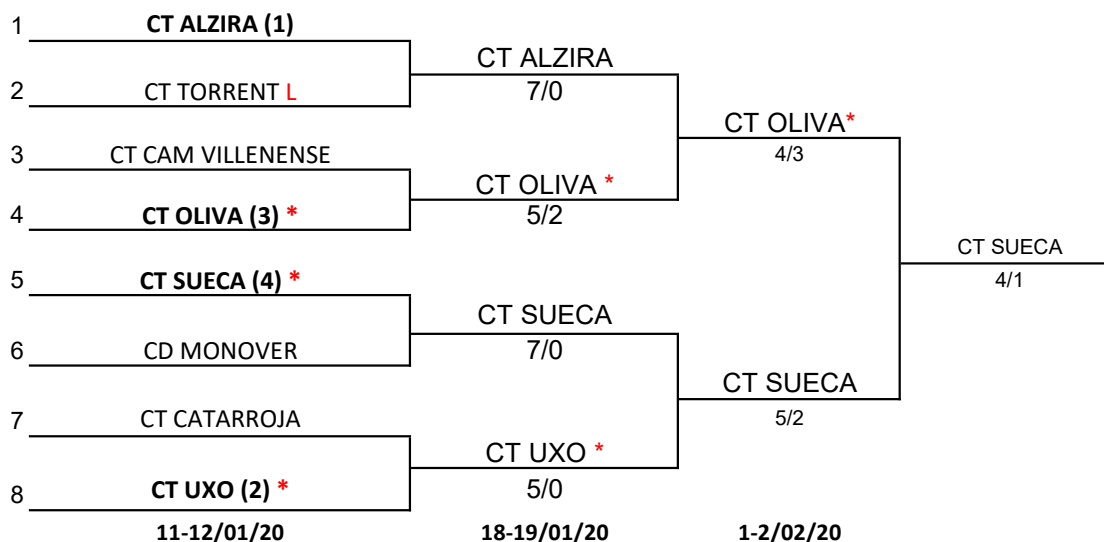 1 CT ALZIRA (1)
CT ALZIRA
7/0
2 CT TORRENT L
CT OLIVA*
4/3
3 CT CAM VILLENENSE
CT OLIVA *
5/2
4 CT OLIVA (3) *
CT SUECA
4/1
5 CT SUECA (4) *
CT SUECA
7/0
6 CD MONOVER
CT SUECA
5/2
7 CT CATARROJA
CT UXO *
5/0
8 CT UXO (2) *
11-12/01/20 18-19/01/20 1-2/02/20